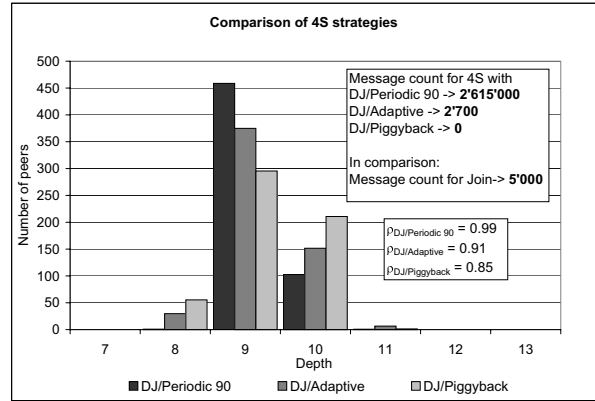 Comparison of 4S strategies
500
450
400
350
300
250
200
150
100
50
0
Number of peers
Message count for 4S with
DJ/Periodic 90 -> 2'615'000
DJ/Adaptive -> 2'700
DJ/Piggyback -> 0
In comparison:
Message count for Join-> 5'000
ρDJ/Periodic 90 = 0.99
ρDJ/Adaptive = 0.91
ρDJ/Piggyback = 0.85
7 8 9 10 11 12 13
Depth
DJ/Periodic 90 DJ/Adaptive DJ/Piggyback